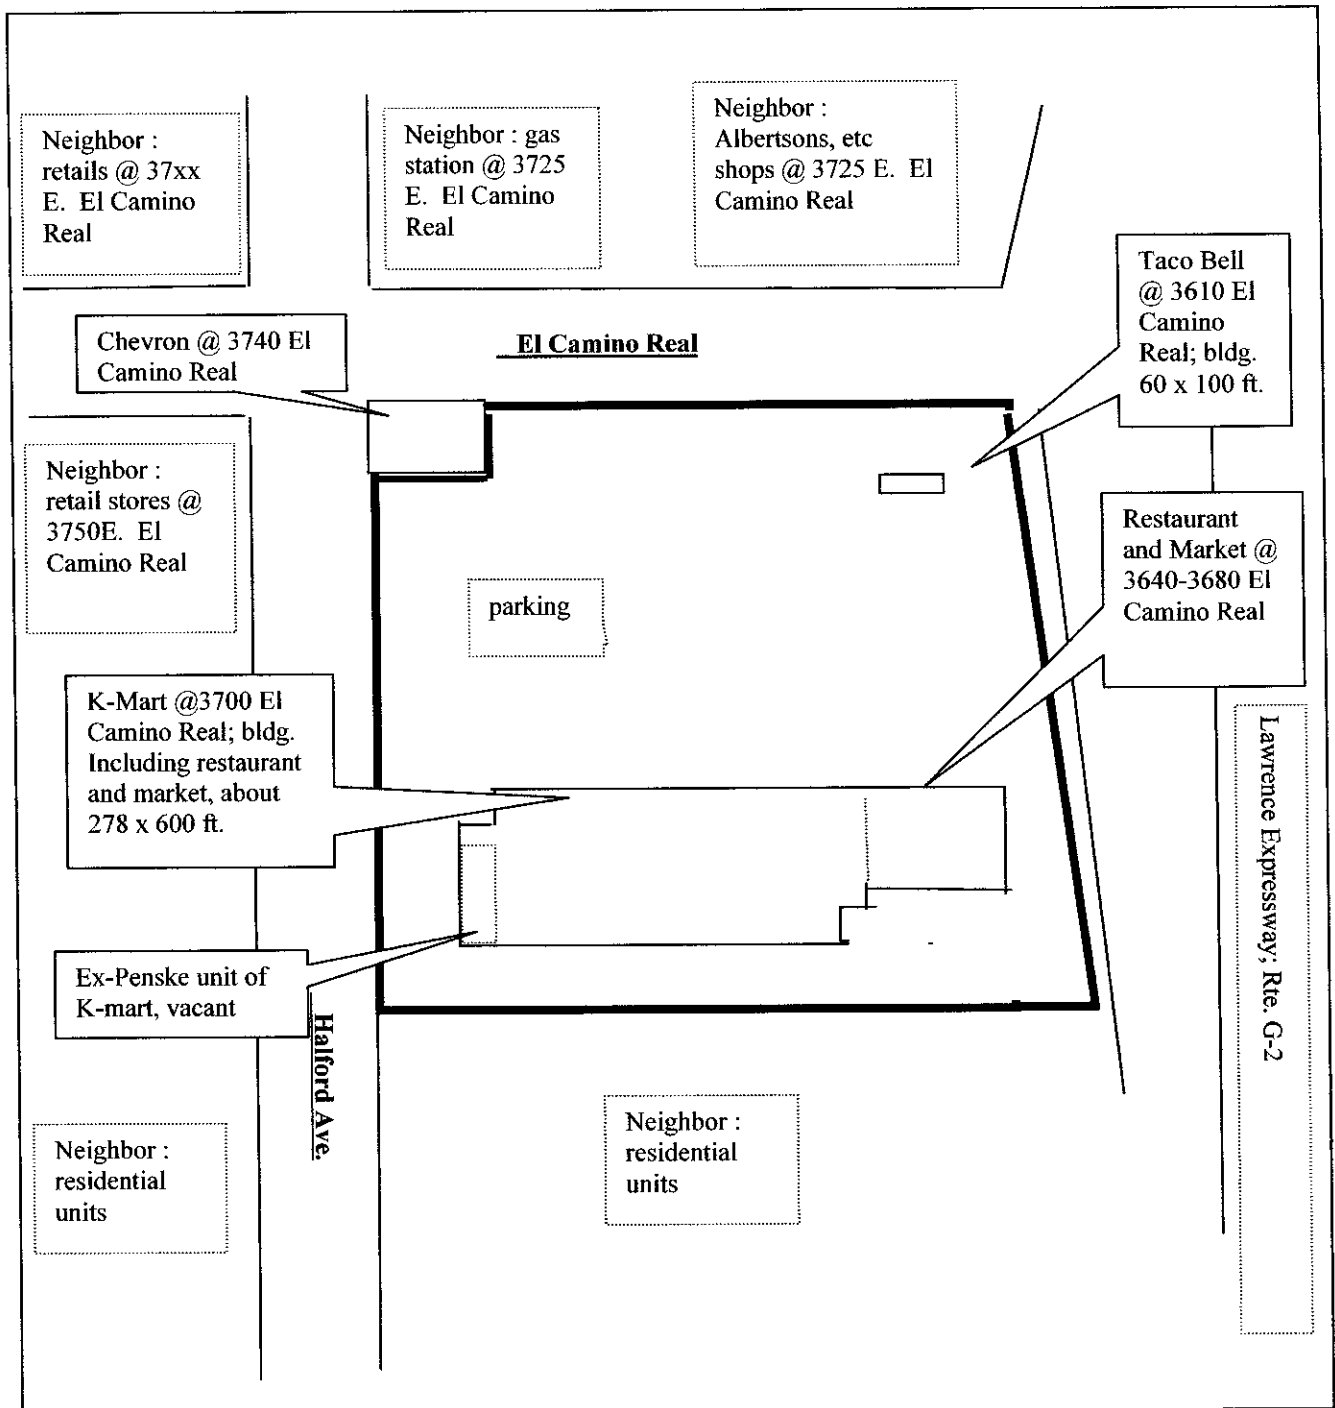 Neighbor :
retails @ 37xx
E. El Camino
Real
Neighbor : gas
station @ 3725
E. El Camino
Real
Neighbor :
Albertsons, etc
shops @ 3725 E. El
Camino Real
Taco Bell
@ 3610 El
Camino
Real; bldg.
60 x 100 ft.
Chevron @ 3740 El
Camino Real
El Camino Real
Neighbor :
retail stores @
3750E. El
Camino Real
Restaurant
and Market @
3640-3680 El
Camino Real
parking
K-Mart @3700 El
Camino Real; bldg.
Including restaurant
and market, about
278 x 600 ft.
Lawrence Expressway; Rte. G-2
Ex-Penske unit of
K-mart, vacant
Halford Ave.
Neighbor :
residential
units
Neighbor :
residential
units